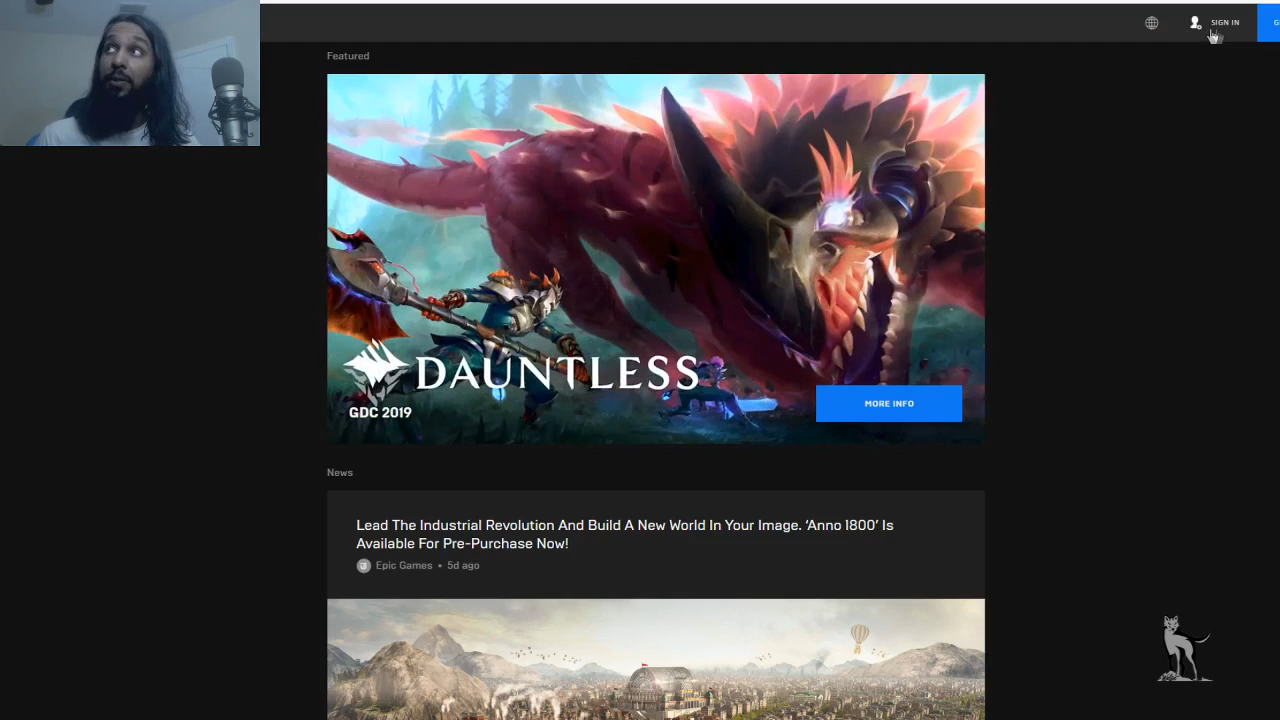 SIGN IN
G
Featured
DAUNTLESS
GDC 2019
MORE INFO
News
Lead The Industrial Revolution And Build A New World In Your Image. ‘Anno 1800’ Is
Available For Pre-Purchase Now!
Epic Games • 5d ago